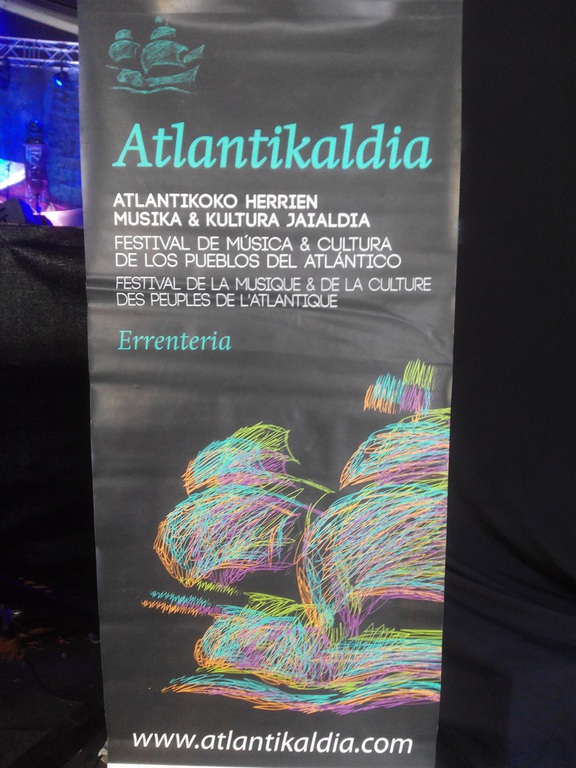 Atlantikaldia
ATLANTIKOKO HERRIEN
MUSIKA & KULTURA JAIALDIA
FESTIVAL DE MÚSICA & CULTURA
DE LOS PUEBLOS DEL ATLÁNTICO
FESTIVAL DE LA MUSIQUE & DE LA CULTURE
DES PEUPLES DE L'ATLANTIQUE
Errenteria
www.atlantikaldia.com